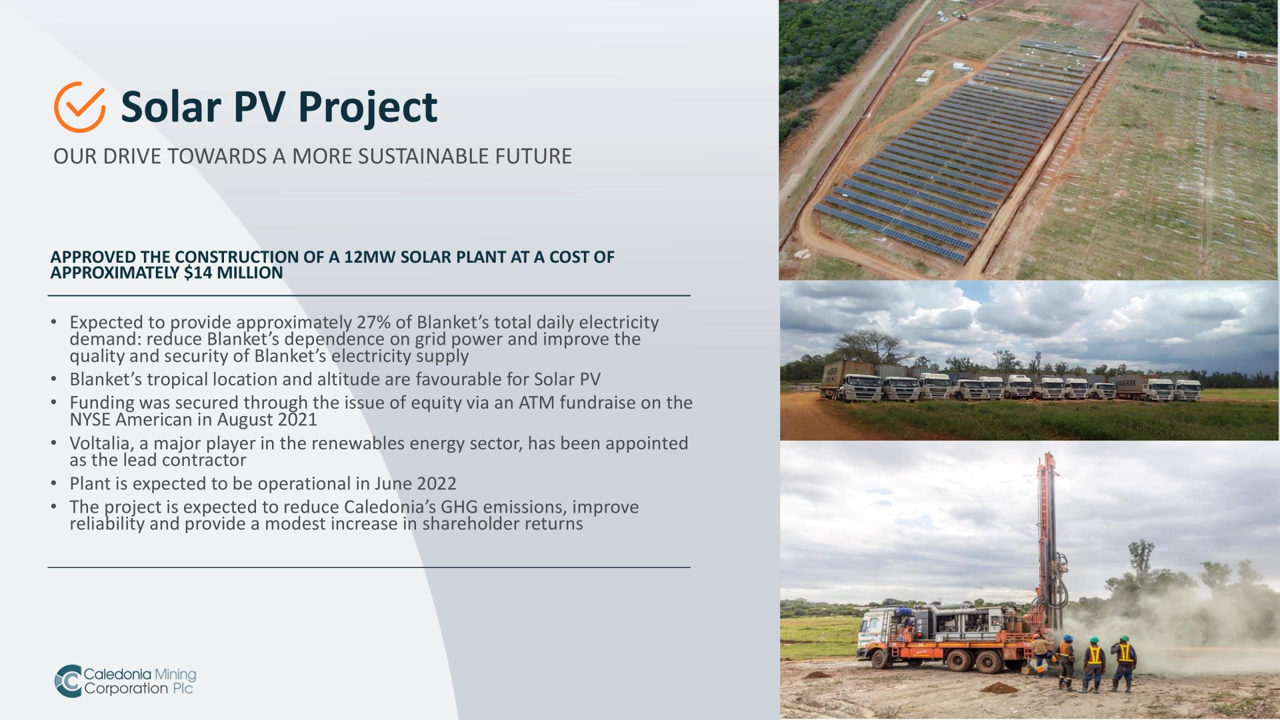 Solar PV Project
OUR DRIVE TOWARDS A MORE SUSTAINABLE FUTURE
APPROVED THE CONSTRUCTION OF A 12MW SOLAR PLANT AT A COST OF
APPROXIMATELY $14 MILLION
• Expected to provide approximately 27% of Blanket’s total daily electricity
demand: reduce Blanket’s dependence on grid power and improve the
quality and security of Blanket’s electricity supply
• Blanket’s tropical location and altitude are favourable for Solar PV
• Funding was secured through the issue of equity via an ATM fundraise on the
NYSE American in August 2021
• Voltalia, a major player in the renewables energy sector, has been appointed
as the lead contractor
• Plant is expected to be operational in June 2022
• The project is expected to reduce Caledonia’s GHG emissions, improve
reliability and provide a modest increase in shareholder returns
Caledonia Mining
Corporation Plc
MAERSK